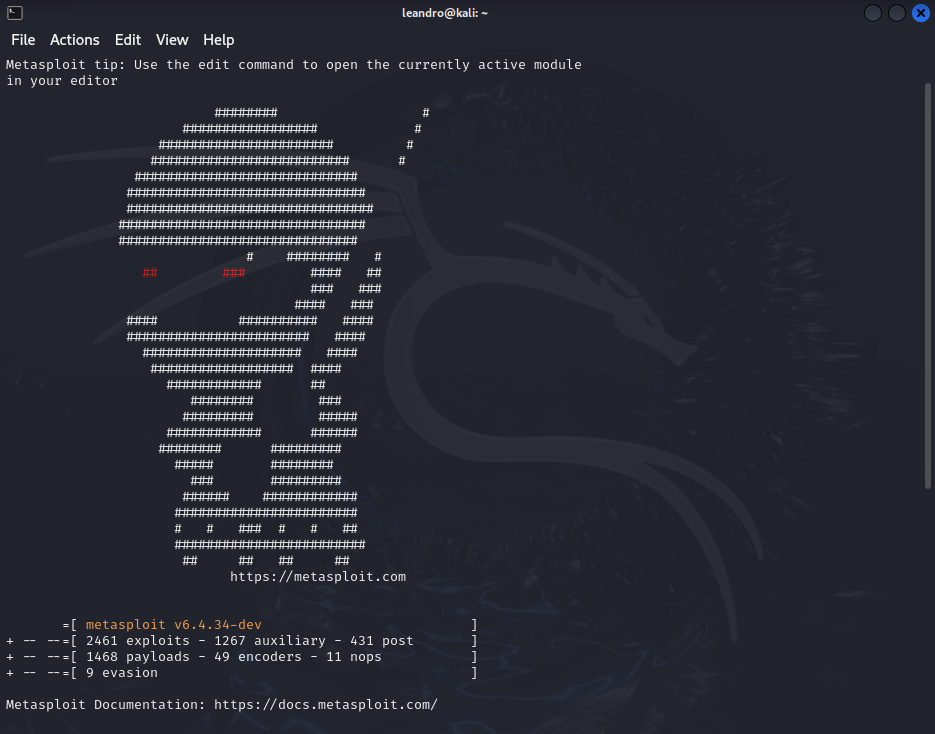 leandro@kali: ~
File Actions Edit View Help
Metasploit tip: Use the edit command to open the currently active module
in your editor
                          ########                  #
                      #################            #
                   ######################         #
                  #########################      #
                ############################
               ##############################
               ###############################
              ###############################
              ##############################
                              #    ########   #
                 ##        ###        ####   ##
                                      ###   ###
                                    ####   ###
               ####          ##########   ####
               #######################   ####
                 ####################   ####
                  ##################  ####
                    ############      ##
                       ########        ###
                      #########        #####
                    ############      ######
                   ########      #########
                     #####       ########
                       ###       #########
                      ######    ############
                     #######################
                     #   #   ###  #   #   ##
                     ########################
                      ##     ##   ##     ##
                            https://metasploit.com
       =[ metasploit v6.4.34-dev                          ]
+ -- --=[ 2461 exploits - 1267 auxiliary - 431 post       ]
+ -- --=[ 1468 payloads - 49 encoders - 11 nops           ]
+ -- --=[ 9 evasion                                       ]
Metasploit Documentation: https://docs.metasploit.com/